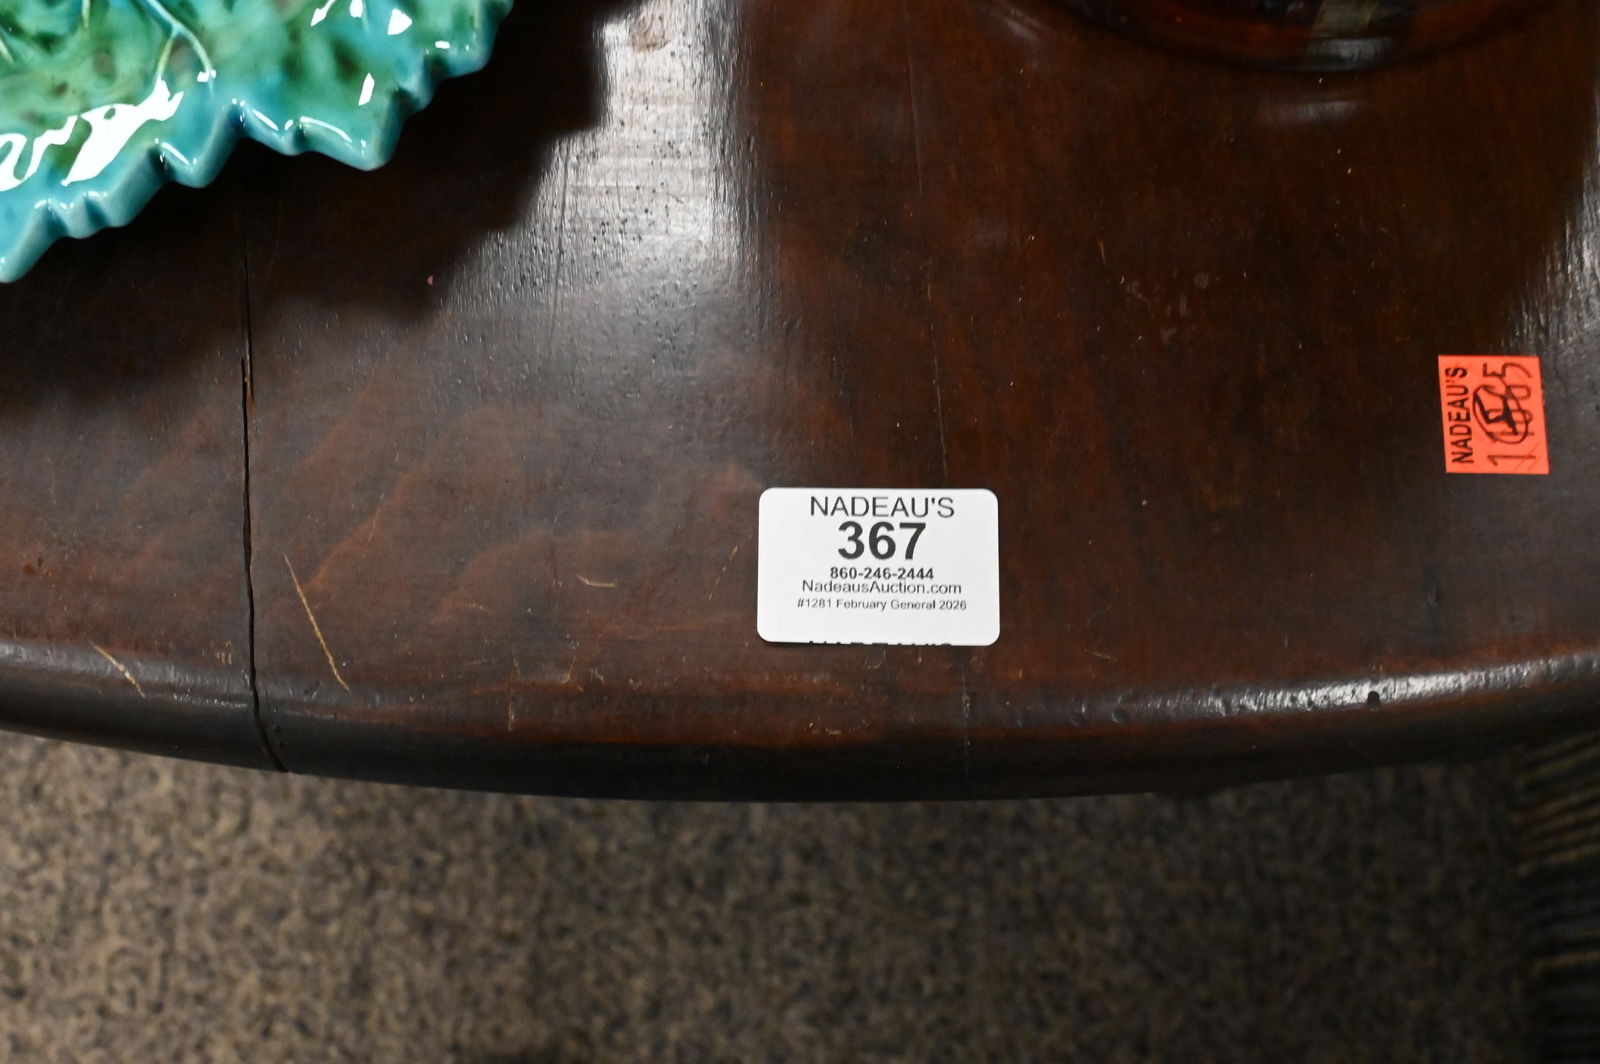 NADEAU'S
367
860-246-2444
NadeausAuction.com
#1281 February General 2026
NADEAU'S